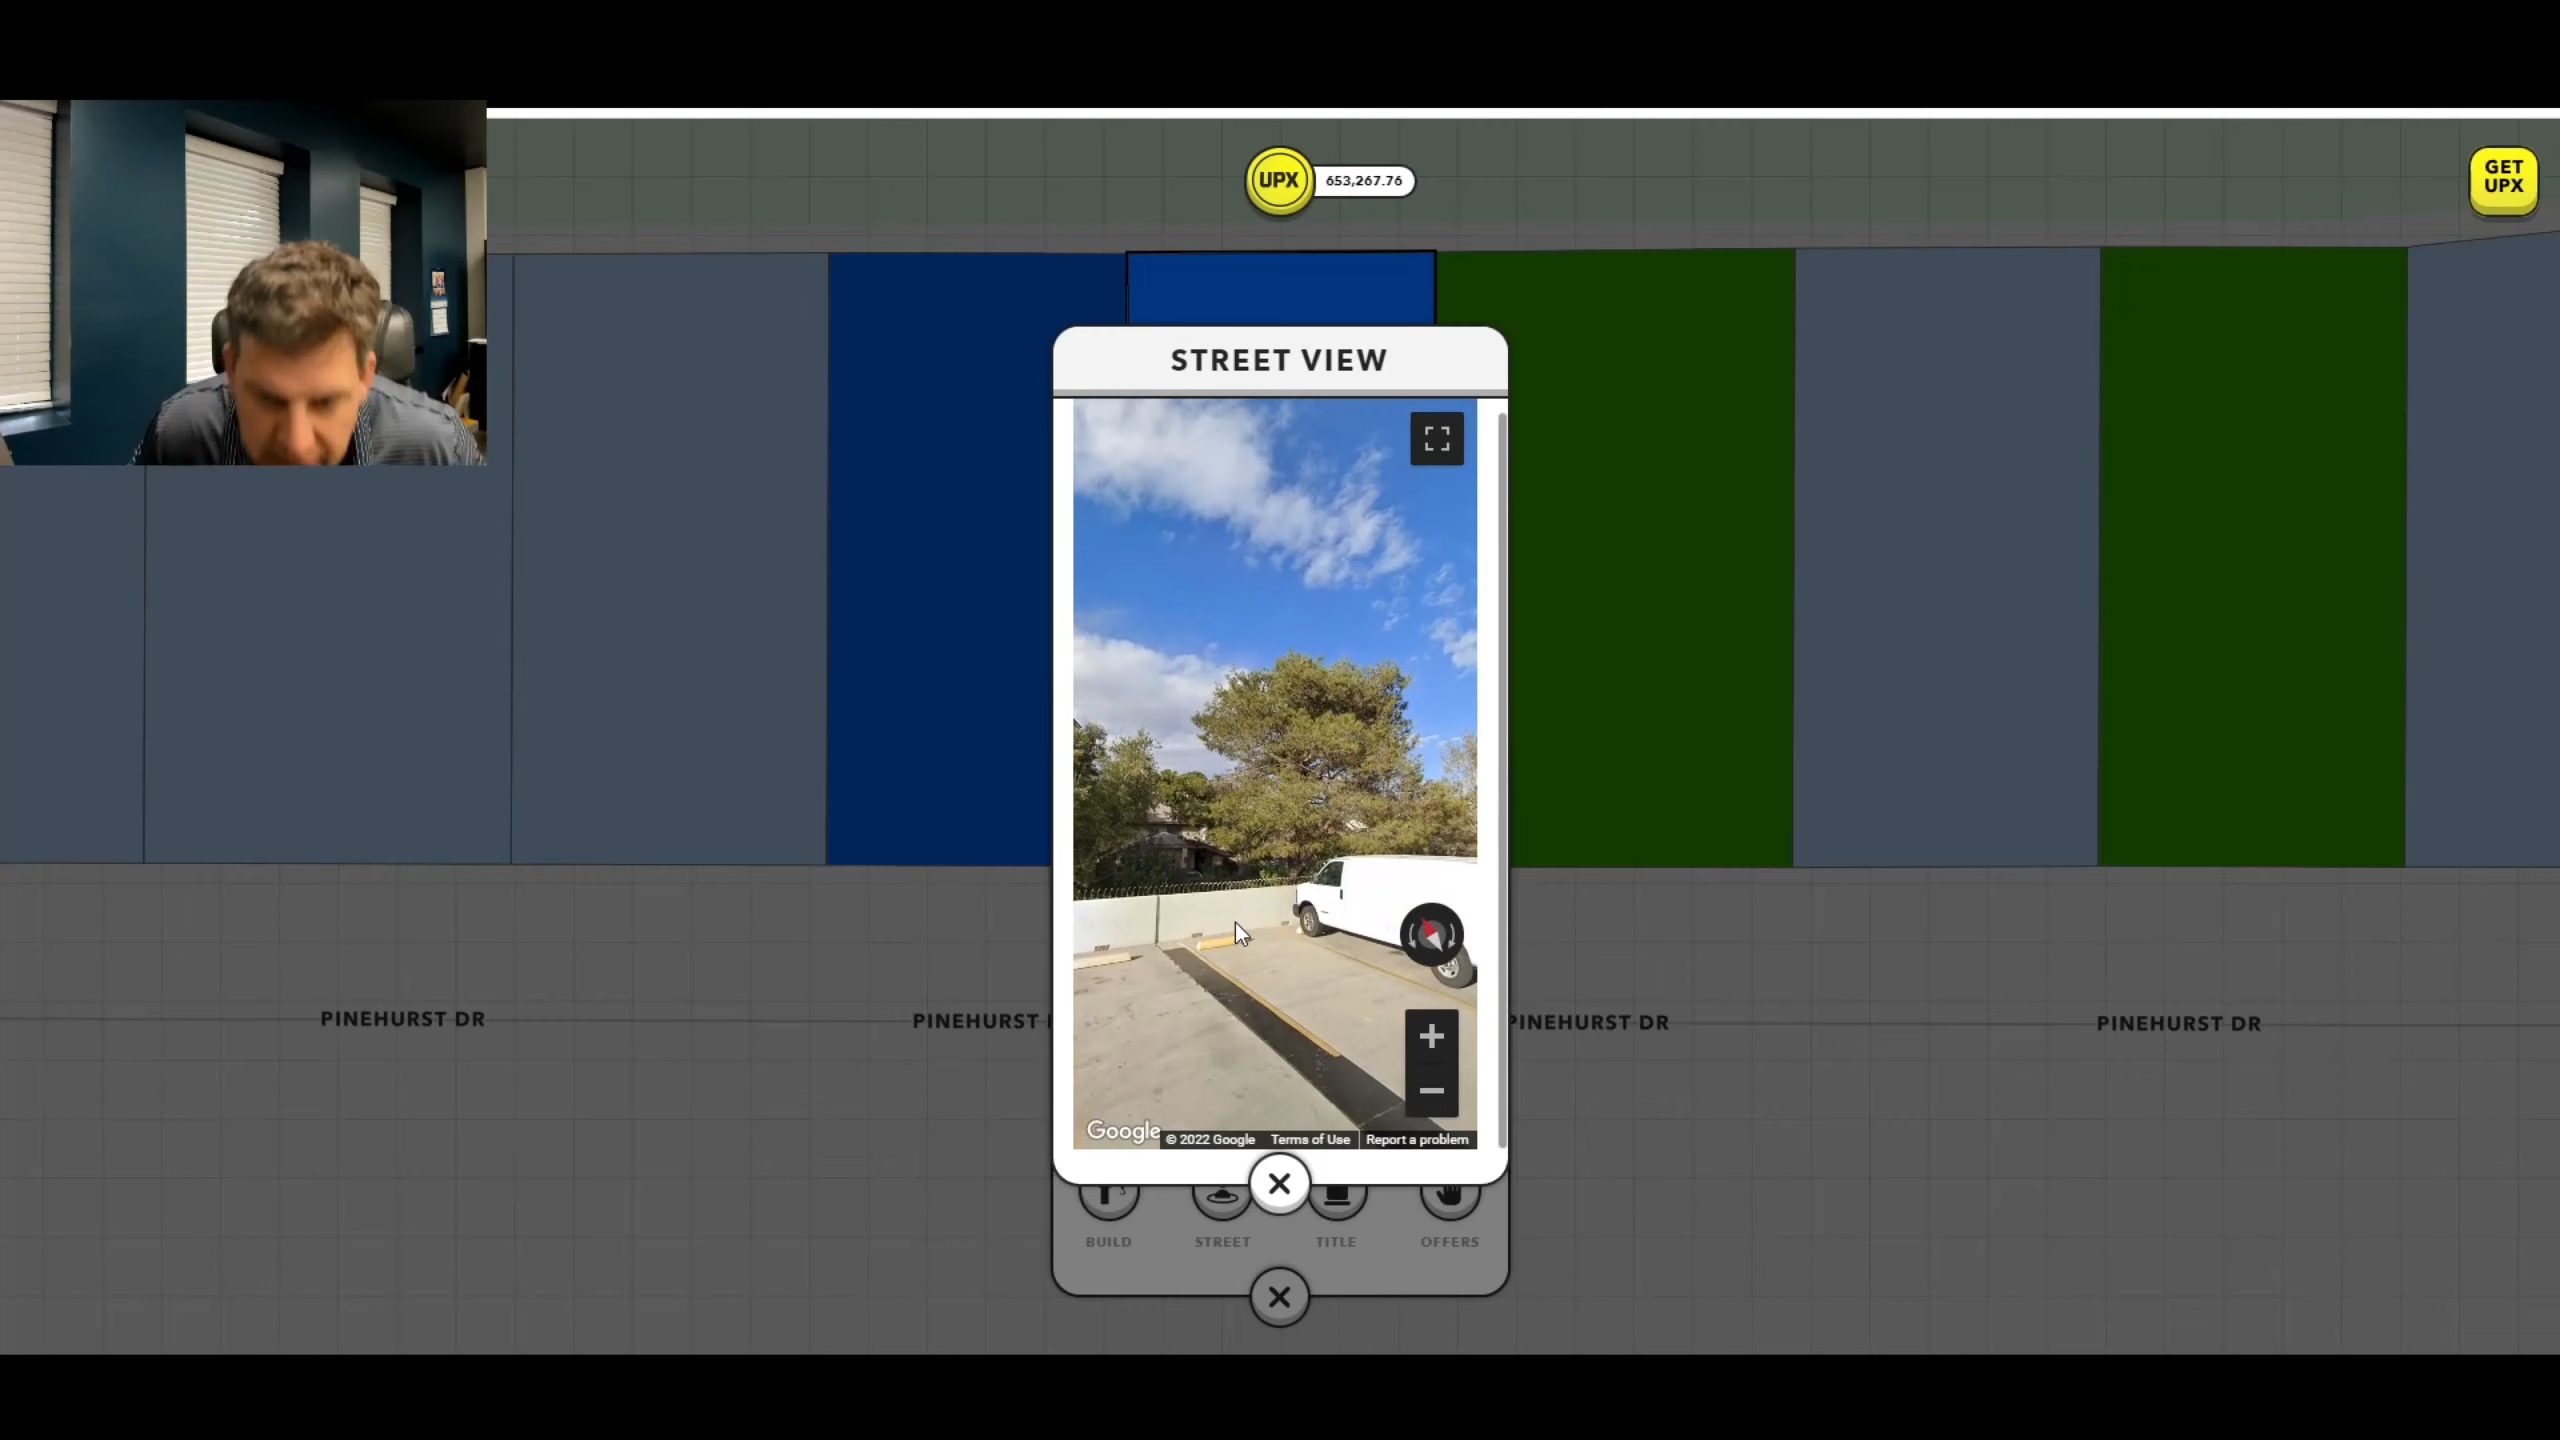 UPX 653,267.76
GET
UPX
STREET VIEW
PINEHURST DR
PINEHURST
PINEHURST DR
PINEHURST DR
Google
© 2022 Google Terms of Use Report a problem
BUILD STREET TITLE OFFERS